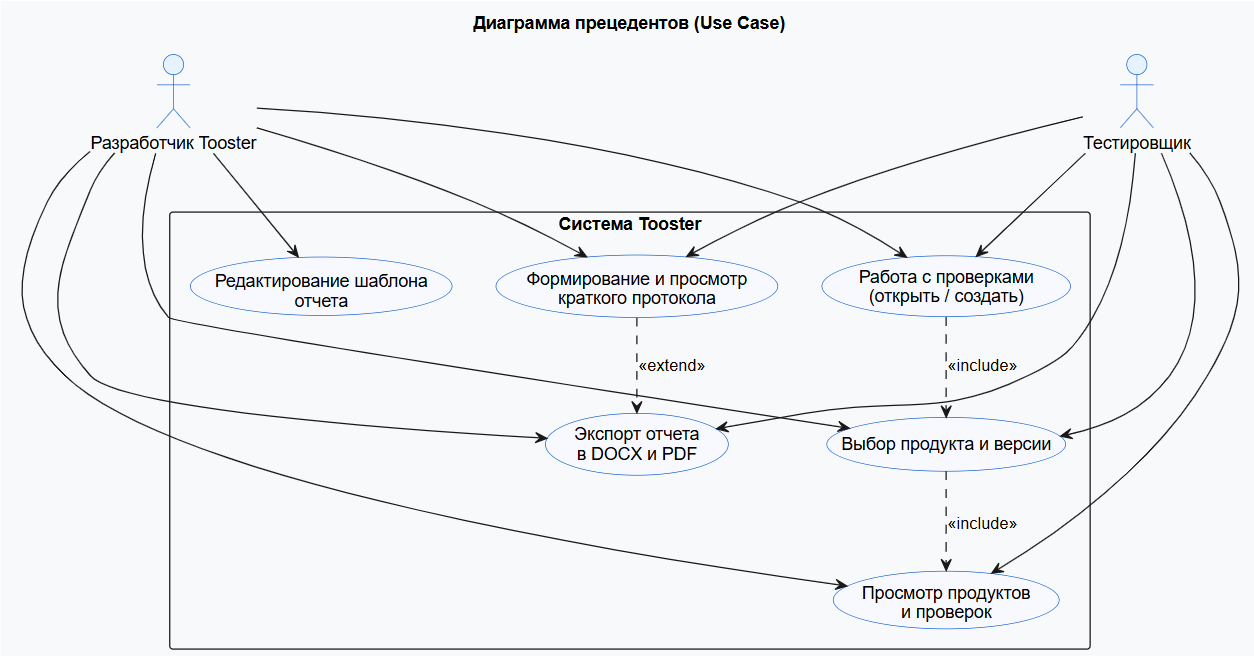 Диаграмма прецедентов (Use Case)
Разработчик Tooster
Тестировщик
Система Tooster
Редактирование шаблона
отчета
Формирование и просмотр
краткого протокола
Работа с проверками
(открыть / создать)
«extend»
«include»
Экспорт отчета
в DOCX и PDF
Выбор продукта и версии
«include»
Просмотр продуктов
и проверок